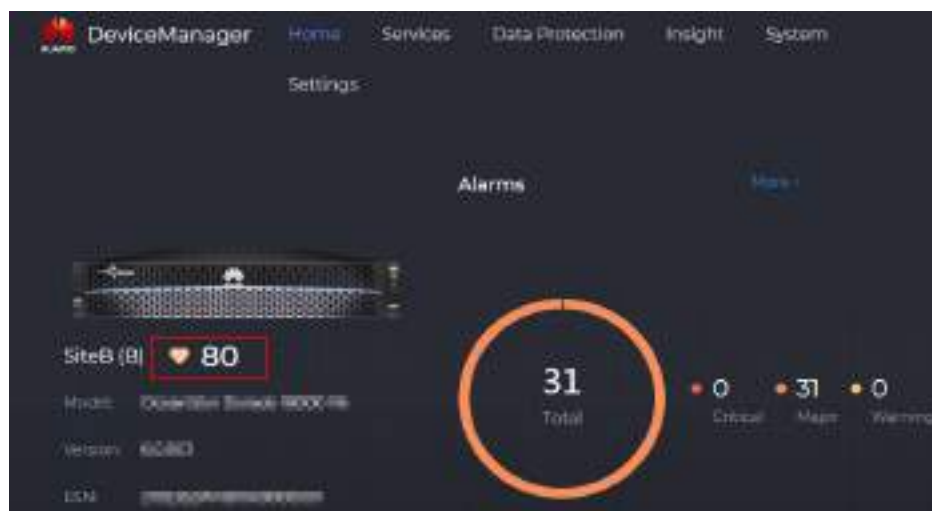 DeviceManager Home Services Data Protection Insight System
Settings
Alarms More
SiteB (B) 80
31
Total
0 31 0
Critical Major Warning
Model:
Version:
ESN: